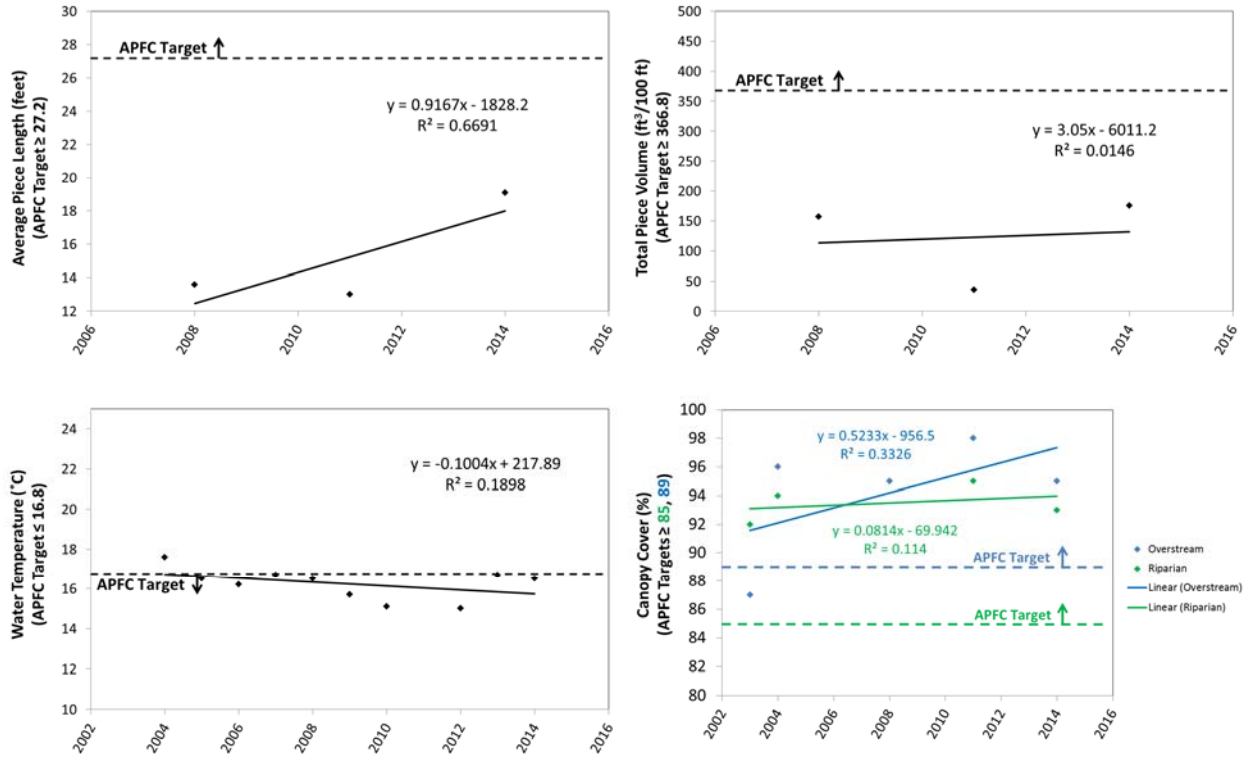 Average Piece Length (feet)
(APFC Target ≥ 27.2)
30
28
26
24
22
20
18
16
14
12
APFC Target
y = 0.9167x - 1828.2
R² = 0.6691
2006
2008
2010
2012
2014
2016
Total Piece Volume (ft³/100 ft)
(APFC Target ≥ 366.8)
500
450
400
350
300
250
200
150
100
50
0
APFC Target
y = 3.05x - 6011.2
R² = 0.0146
2006
2008
2010
2012
2014
2016
Water Temperature (˚C)
(APFC Target ≤ 16.8)
24
22
20
18
16
14
12
10
y = -0.1004x + 217.89
R² = 0.1898
APFC Target
2002
2004
2006
2008
2010
2012
2014
2016
Canopy Cover (%)
(APFC Targets ≥ 85, 89)
100
98
96
94
92
90
88
86
84
82
80
y = 0.5233x - 956.5
R² = 0.3326
y = 0.0814x - 69.942
R² = 0.114
APFC Target
APFC Target
2002
2004
2006
2008
2010
2012
2014
2016
Overstream
Riparian
Linear (Overstream)
Linear (Riparian)